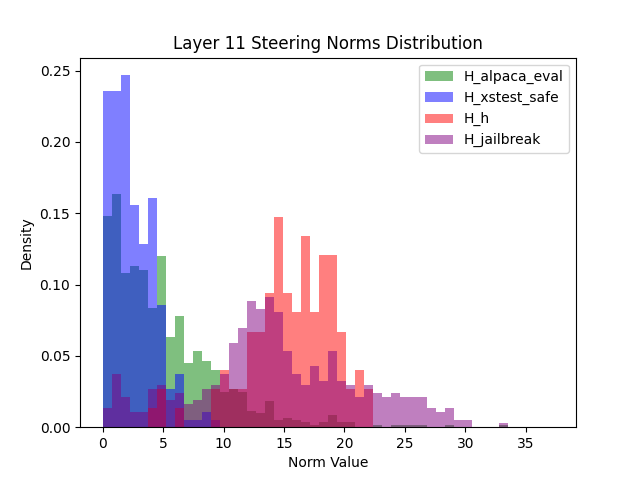 Layer 11 Steering Norms Distribution
H_alpaca_eval
H_xstest_safe
H_h
H_jailbreak
0.25
0.20
0.15
0.10
0.05
0.00
Density
0 5 10 15 20 25 30 35
Norm Value